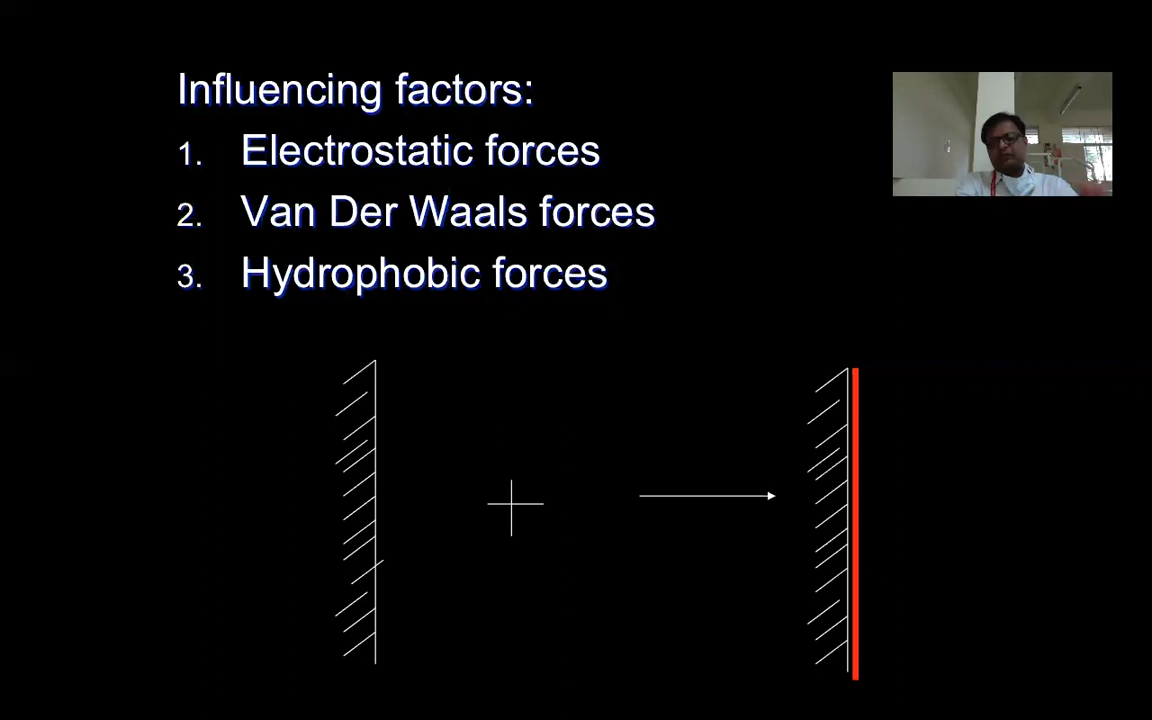 Influencing factors:
1. Electrostatic forces
2. Van Der Waals forces
3. Hydrophobic forces